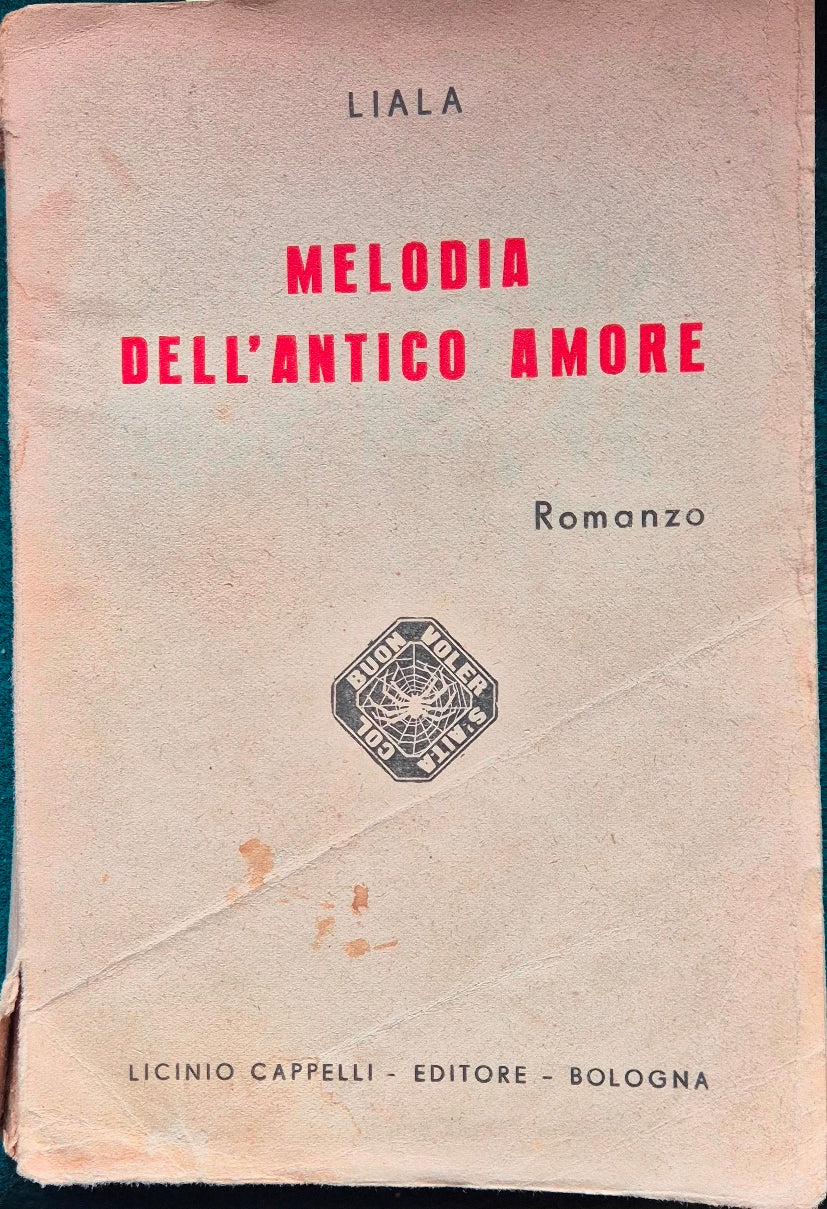 LIALA
MELODIA
DELL'ANTICO AMORE
Romanzo
COL BUON VOLER S'AITA
LICINIO CAPPELLI - EDITORE - BOLOGNA